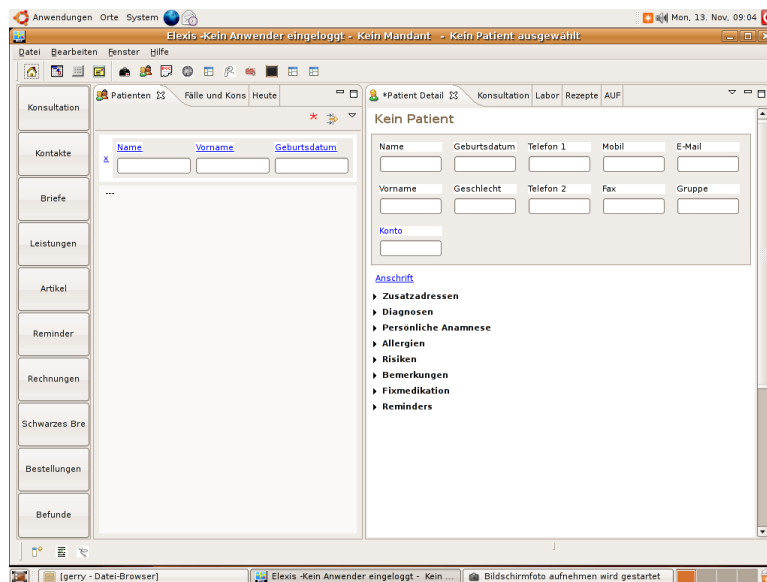 Anwendungen Orte System Mon, 13. Nov, 09:04
Elexis -Kein Anwender eingeloggt - Kein Mandant - Kein Patient ausgewählt
Datei Bearbeiten Fenster Hilfe
Konsultation
Kontakte
Briefe
Leistungen
Artikel
Reminder
Rechnungen
Schwarzes Bre
Bestellungen
Befunde
Patienten Fälle und Kons Heute
x
Name Vorname Geburtsdatum
---
*Patient Detail Konsultation Labor Rezepte AUF
Kein Patient
Name Geburtsdatum Telefon 1 Mobil E-Mail
Vorname Geschlecht Telefon 2 Fax Gruppe
Konto
Anschrift
Zusatzadressen
Diagnosen
Persönliche Anamnese
Allergien
Risiken
Bemerkungen
Fixmedikation
Reminders
[gerry - Datei-Browser] Elexis -Kein Anwender eingeloggt - Kein ... Bildschirmfoto aufnehmen wird gestartet